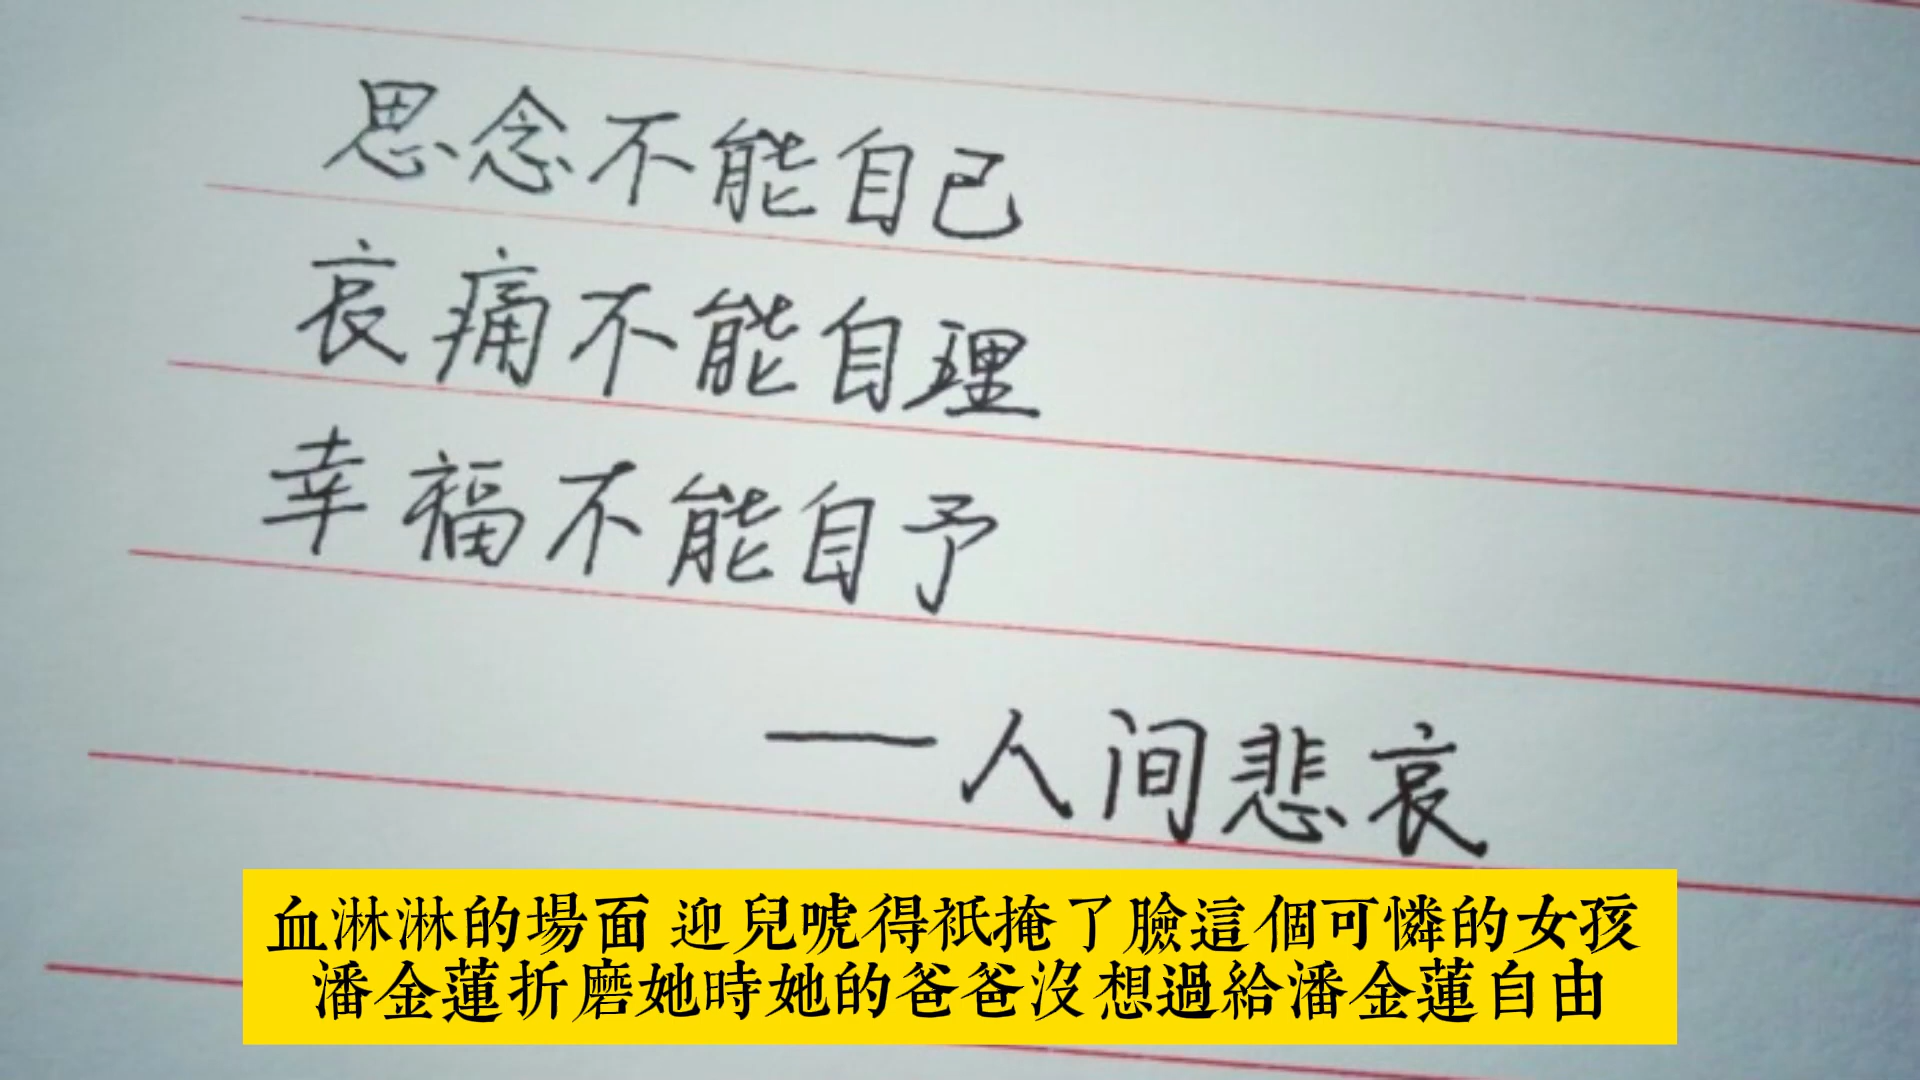 思念不能自己
哀痛不能自理
幸福不能自予
一人间悲哀
血淋淋的場面 迎兒唬得衹掩了臉這個可憐的女孩
潘金蓮折磨她時她的爸爸沒想過給潘金蓮自由